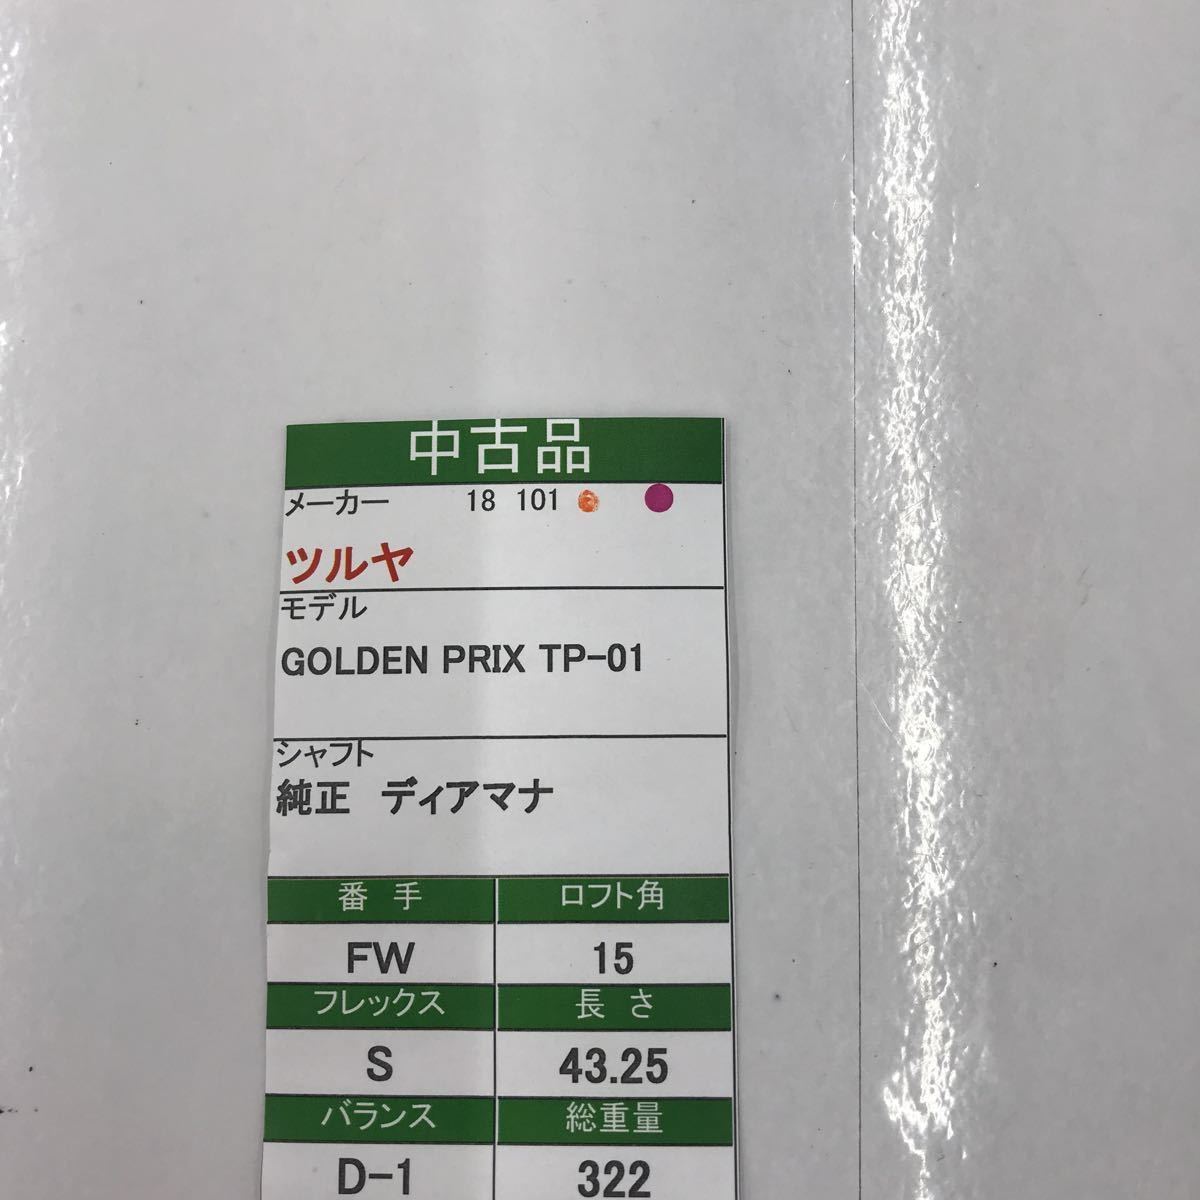 中古品
メーカー 18 101
ツルヤ
モデル
GOLDEN PRIX TP-01
シャフト
純正 ディアマナ
番 手 ロフト角
FW 15
フレックス 長 さ
S 43.25
バランス 総重量
D-1 322